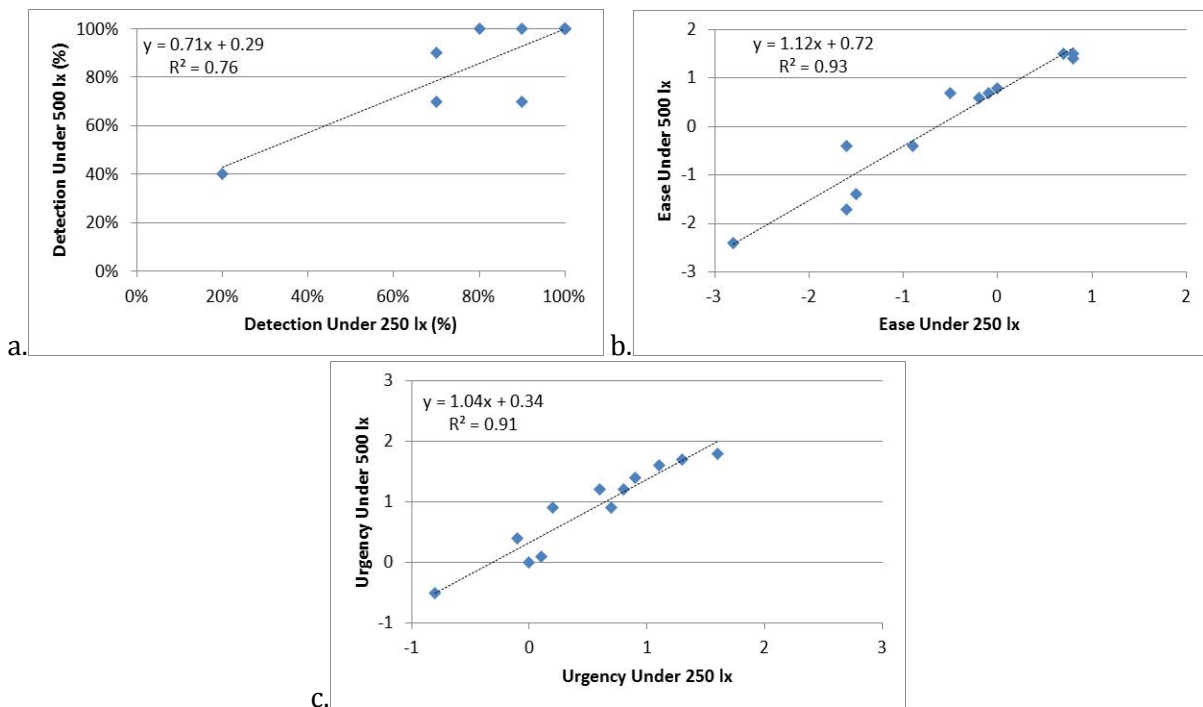 y = 0.71x + 0.29
R² = 0.76
Detection Under 500 lx (%)
100%
80%
60%
40%
20%
0%
0%
20%
40%
60%
80%
100%
Detection Under 250 lx (%)
a.
y = 1.12x + 0.72
R² = 0.93
Ease Under 500 lx
2
1
0
-1
-2
-3
-3
-2
-1
0
1
2
Ease Under 250 lx
b.
y = 1.04x + 0.34
R² = 0.91
Urgency Under 500 lx
3
2
1
0
-1
-1
0
1
2
3
Urgency Under 250 lx
c.